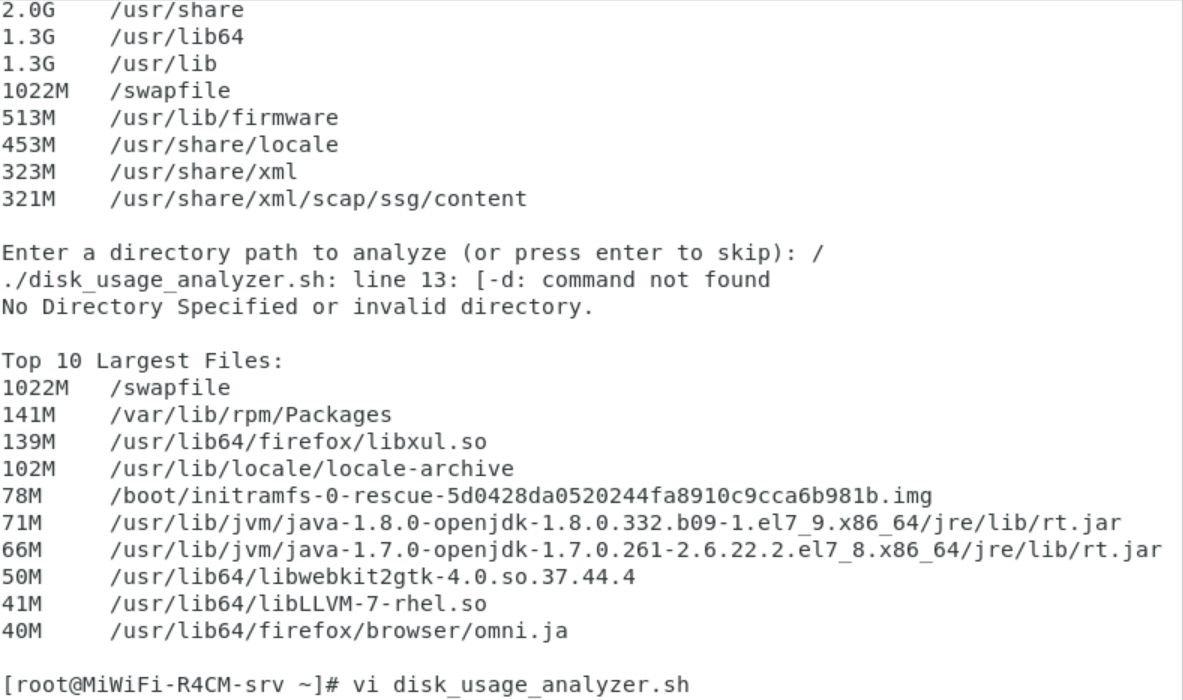 2.0G    /usr/share
1.3G    /usr/lib64
1.3G    /usr/lib
1022M   /swapfile
513M    /usr/lib/firmware
453M    /usr/share/locale
323M    /usr/share/xml
321M    /usr/share/xml/scap/ssg/content
Enter a directory path to analyze (or press enter to skip): /
./disk_usage_analyzer.sh: line 13: [-d: command not found
No Directory Specified or invalid directory.
Top 10 Largest Files:
1022M   /swapfile
141M    /var/lib/rpm/Packages
139M    /usr/lib64/firefox/libxul.so
102M    /usr/lib/locale/locale-archive
78M     /boot/initramfs-0-rescue-5d0428da0520244fa8910c9cca6b981b.img
71M     /usr/lib/jvm/java-1.8.0-openjdk-1.8.0.332.b09-1.el7_9.x86_64/jre/lib/rt.jar
66M     /usr/lib/jvm/java-1.7.0-openjdk-1.7.0.261-2.6.22.2.el7_8.x86_64/jre/lib/rt.jar
50M     /usr/lib64/libwebkit2gtk-4.0.so.37.44.4
41M     /usr/lib64/libLLVM-7-rhel.so
40M     /usr/lib64/firefox/browser/omni.ja
[root@MiWiFi-R4CM-srv ~]# vi disk_usage_analyzer.sh